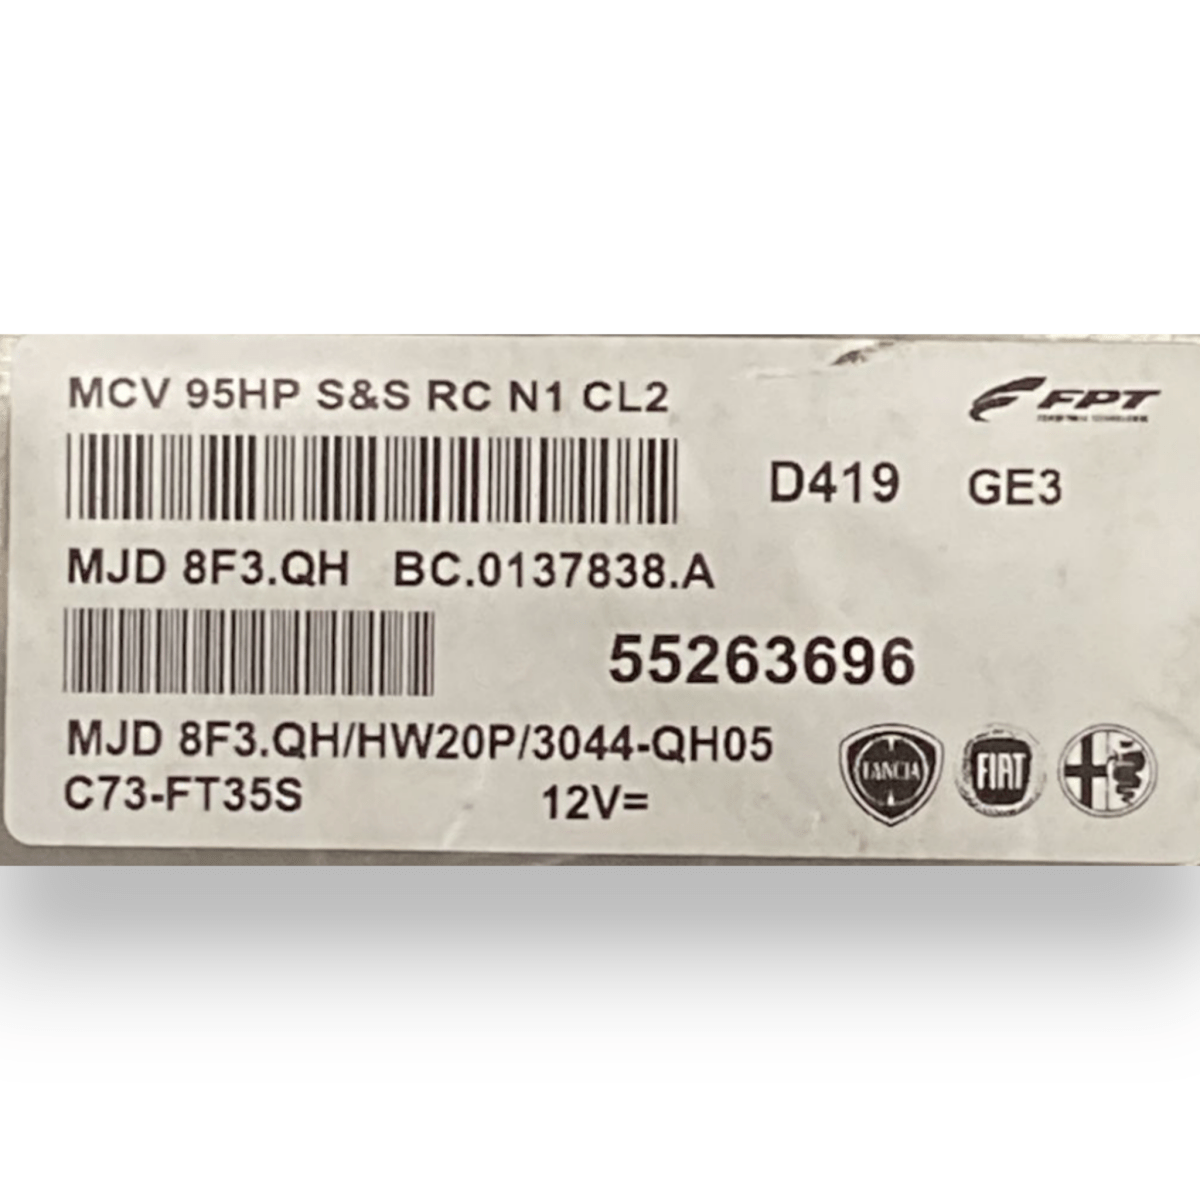 MCV 95HP S&S RC N1 CL2
FPT
D419 GE3
MJD 8F3.QH BC.0137838.A
55263696
MJD 8F3.QH/HW20P/3044-QH05
C73-FT35S 12V=
LANCIA
FIAT